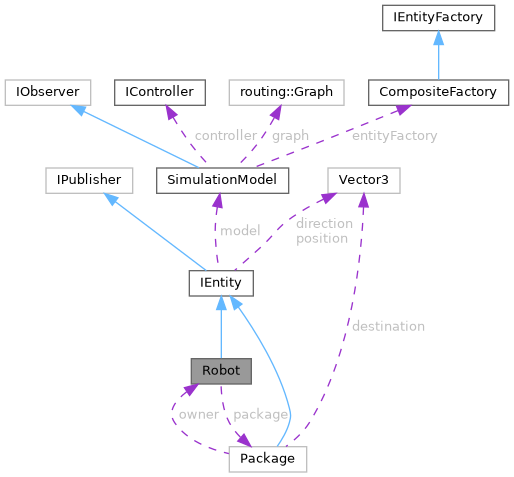 IEntityFactory
IObserver
IController
routing::Graph
CompositeFactory
controller
graph
entityFactory
IPublisher
SimulationModel
Vector3
model
direction
position
IEntity
destination
Robot
owner
package
Package